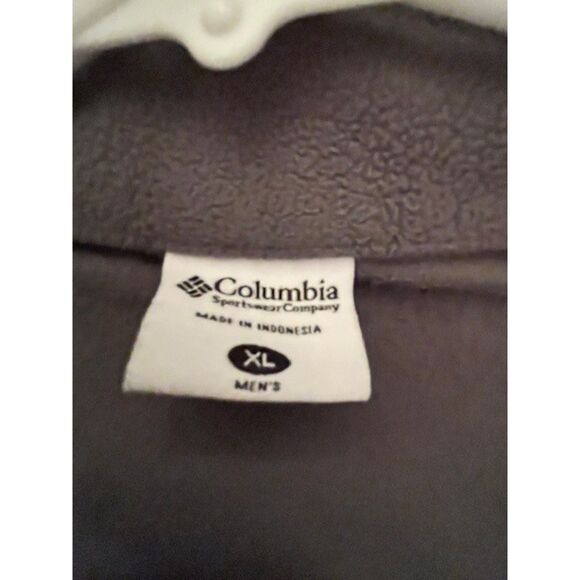 Columbia
Sportswear Company
MADE IN INDONESIA
XL
MEN'S